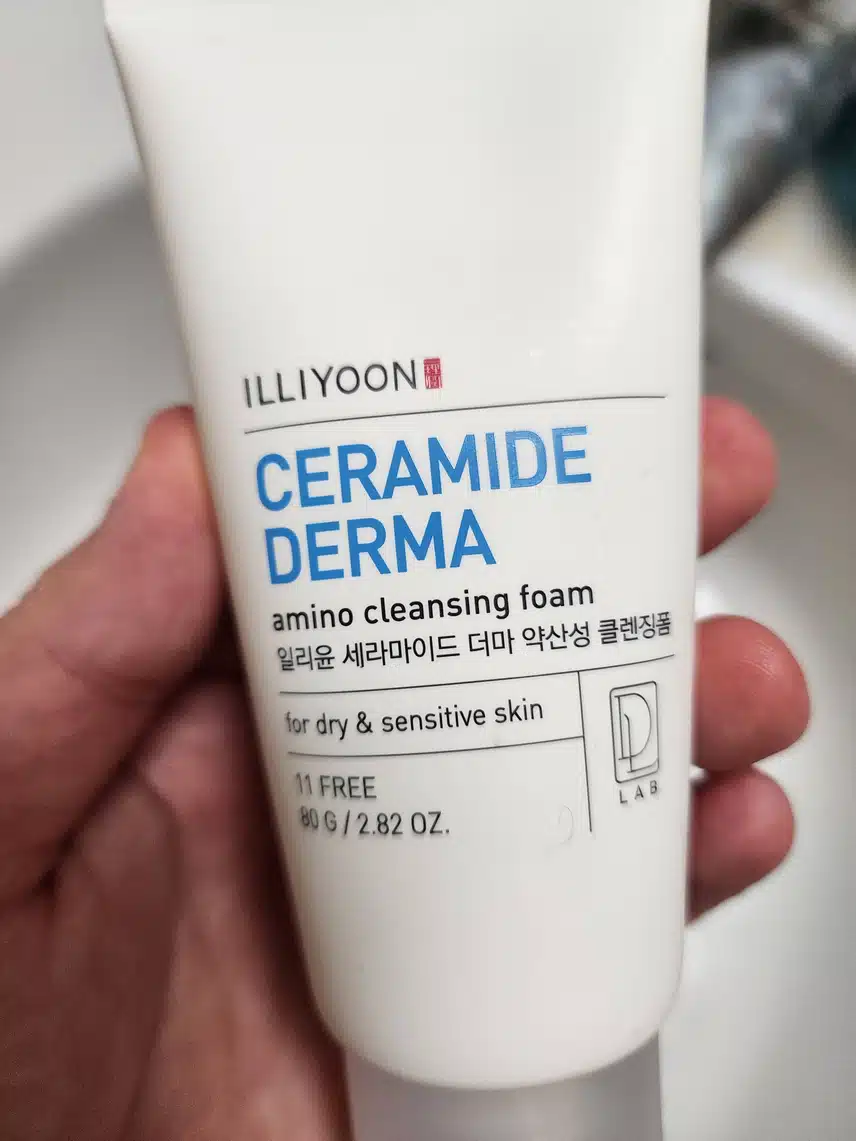 ILLIYOON
CERAMIDE
DERMA
amino cleansing foam
일리윤 세라마이드 더마 약산성 클렌징폼
for dry & sensitive skin
11 FREE
80 G / 2.82 OZ.
LAB